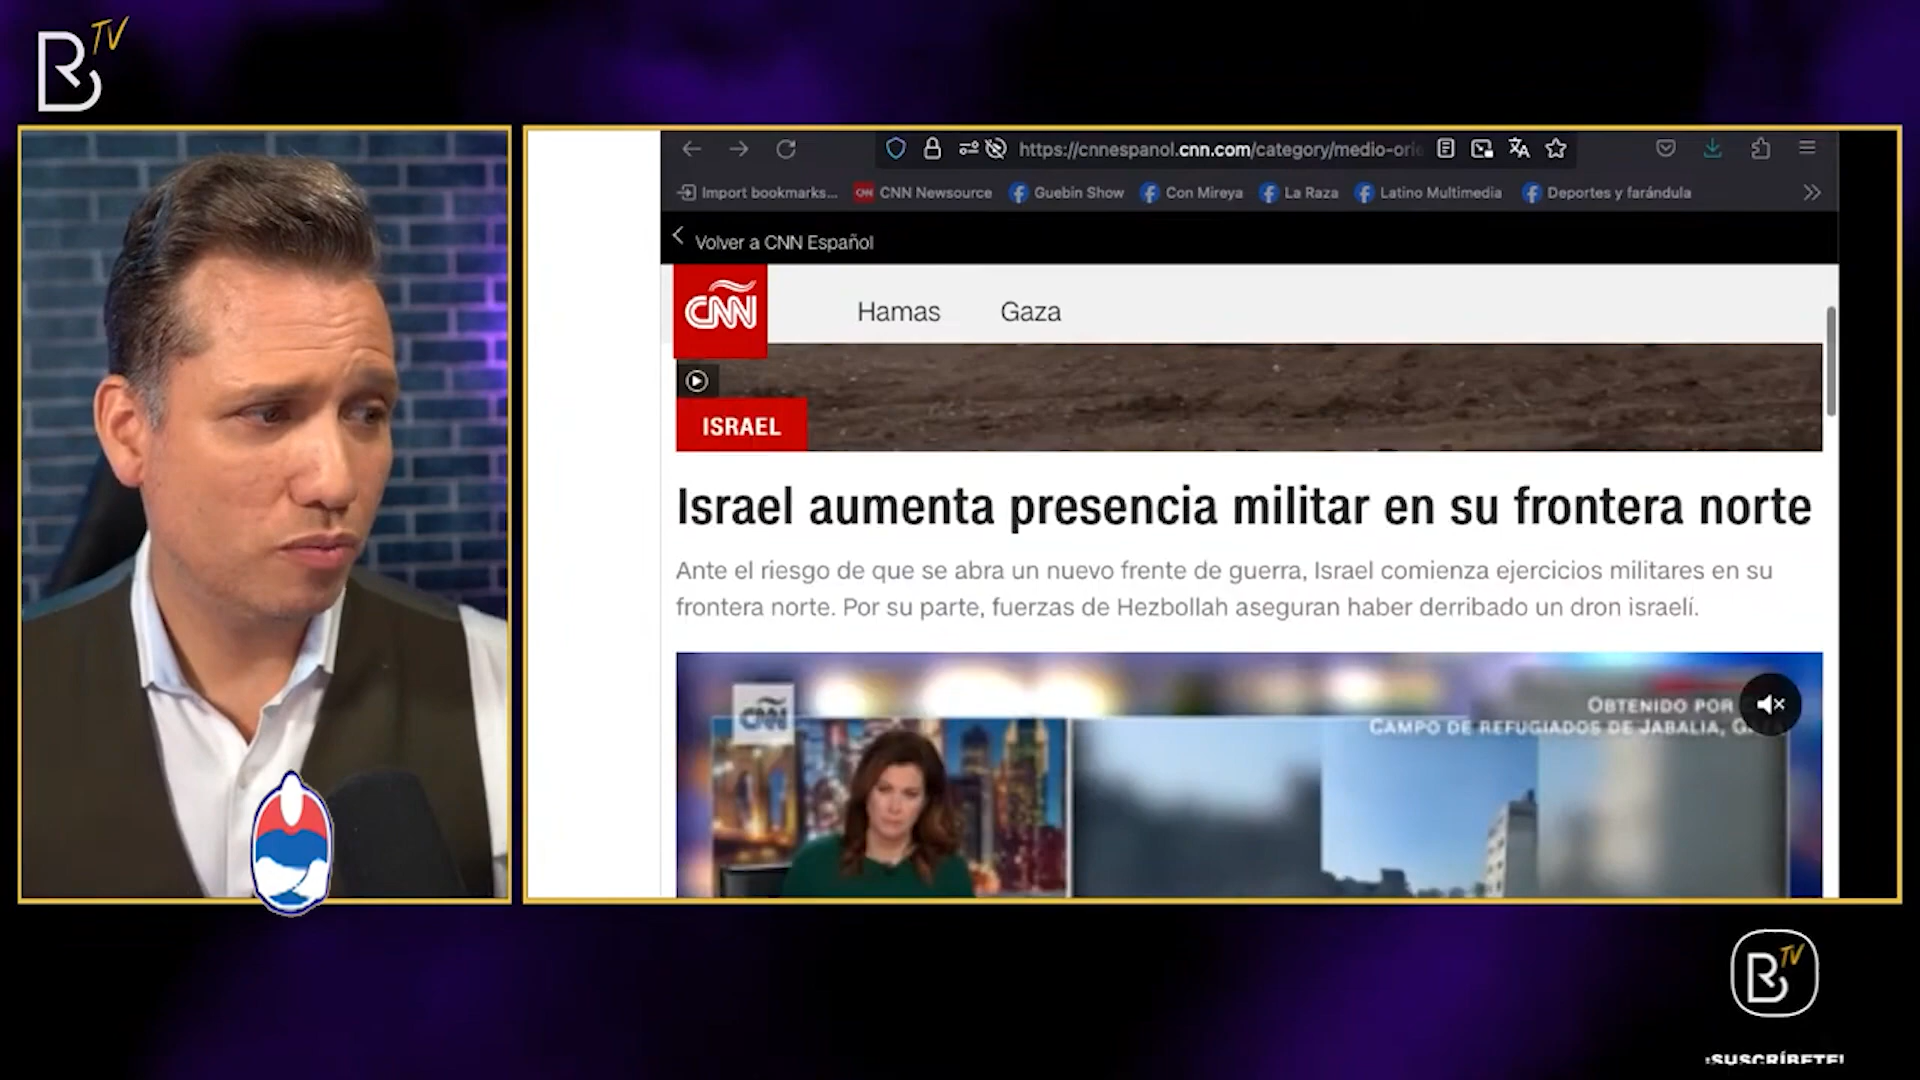 BR TV
https://cnnespanol.cnn.com/category/medio-orie
Import bookmarks...
CNN Newsource
Guebin Show
Con Mireya
La Raza
Latino Multimedia
Deportes y farándula
Volver a CNN Español
CNN
Hamas
Gaza
ISRAEL
Israel aumenta presencia militar en su frontera norte
Ante el riesgo de que se abra un nuevo frente de guerra, Israel comienza ejercicios militares en su
frontera norte. Por su parte, fuerzas de Hezbollah aseguran haber derribado un dron israelí.
CNN
OBTENIDO POR
CAMPO DE REFUGIADOS DE JABALIA,
BR TV
¡SUSCRÍBETE!